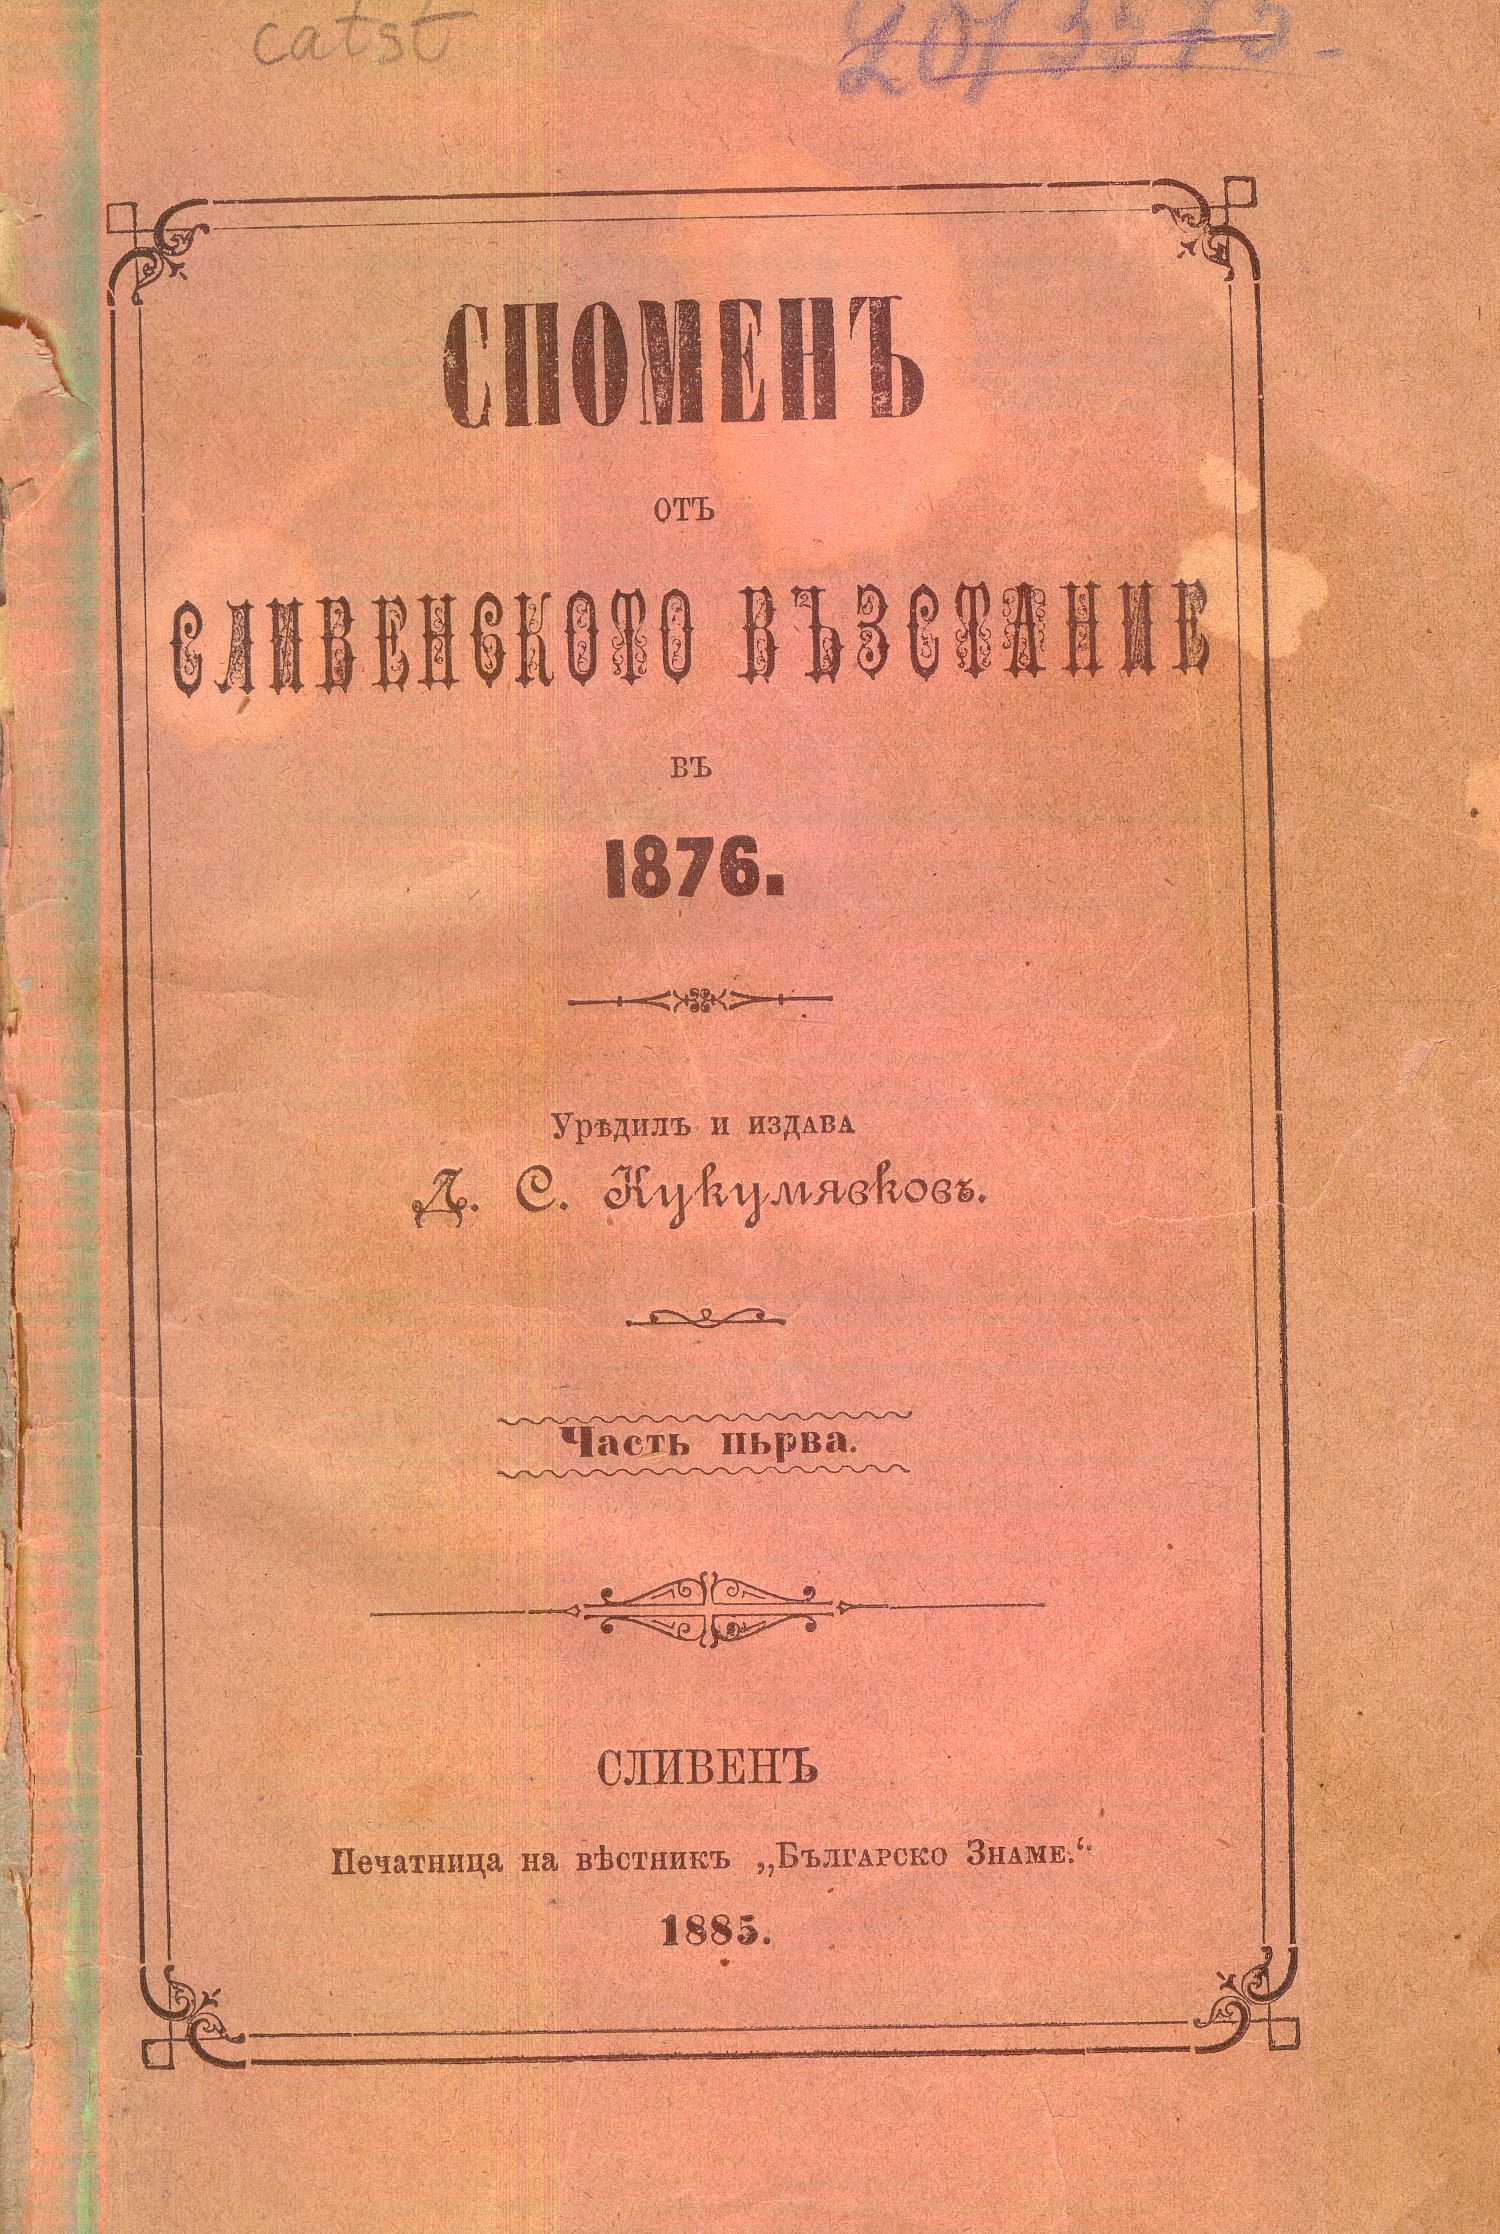 catst
СПОМЕНЪ
отъ
СЛИВЕНСКОТО ВЪЗСТАНИЕ
въ
1876.
Урѣдилъ и издава
Д. С. Кукумявковъ.
Часть пьрва.
СЛИВЕНЪ
Печатница на вѣстникъ „Българско Знаме.“
1885.